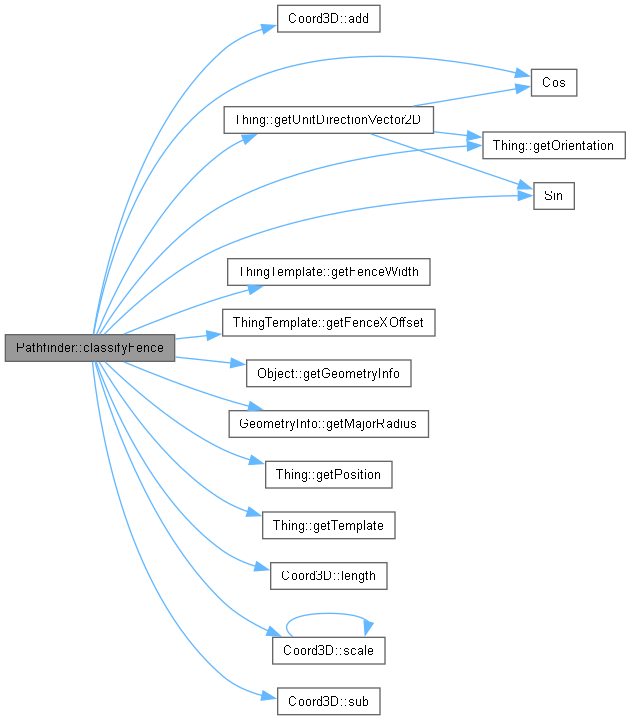 Coord3D::add
Cos
Thing::getUnitDirectionVector2D
Thing::getOrientation
Sin
ThingTemplate::getFenceWidth
ThingTemplate::getFenceXOffset
Pathfinder::classifyFence
Object::getGeometryInfo
GeometryInfo::getMajorRadius
Thing::getPosition
Thing::getTemplate
Coord3D::length
Coord3D::scale
Coord3D::sub